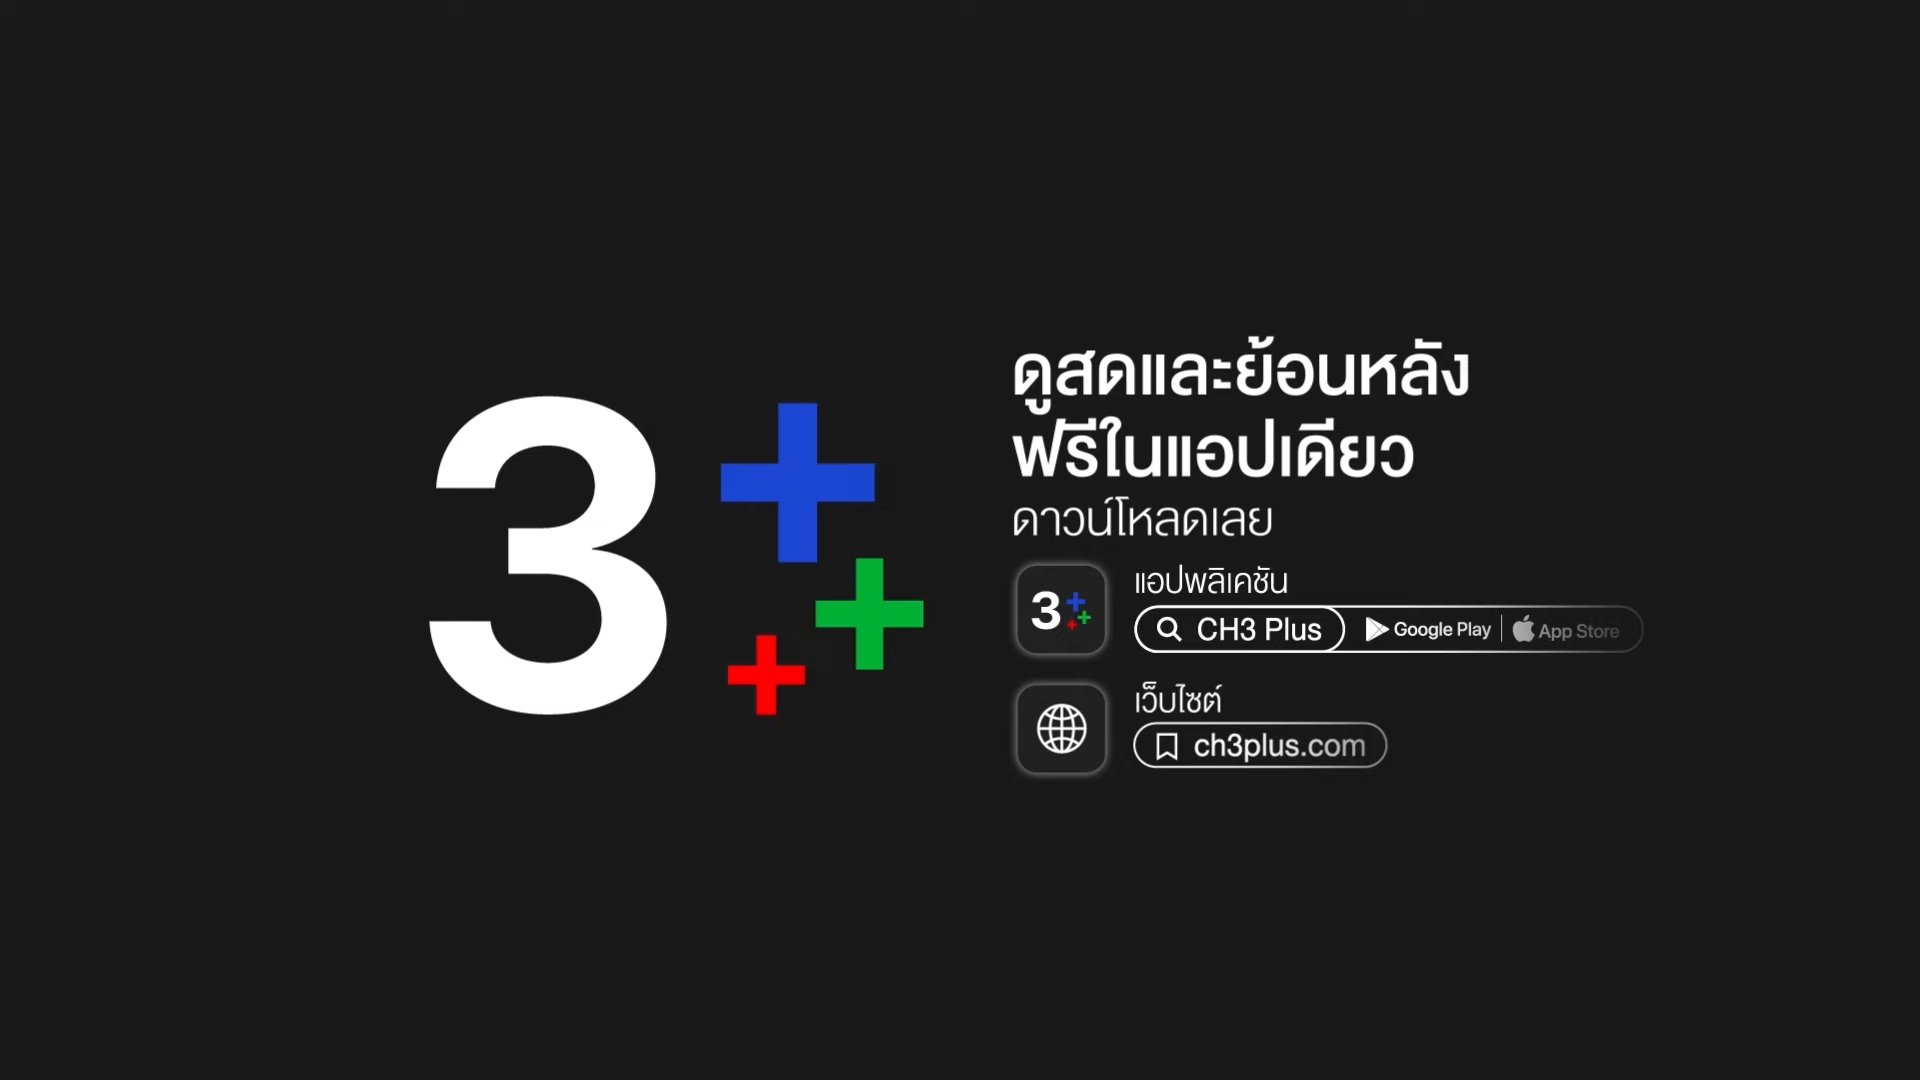 3
ดูสดและย้อนหลัง
ฟรีในแอปเดียว
ดาวน์โหลดเลย
3
แอปพลิเคชัน
CH3 Plus Google Play App Store
เว็บไซต์
ch3plus.com